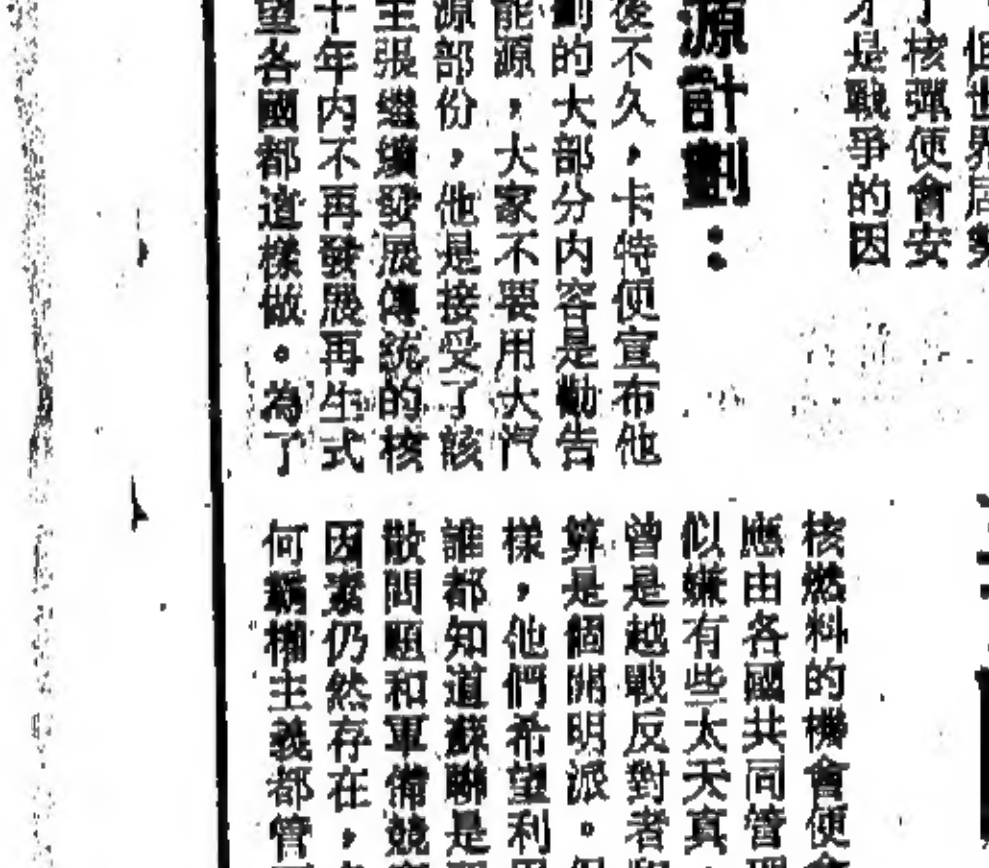 個世界局勢
了核彈便會安
才是戰爭的因
源計劃：
後不久，卡特便宣布他
劃的大部分內容是勸告
能源，大家不要用大汽
源部份，他是接受了該
主張繼續發展傳統的核
十年內不再發展再生式
望各國都這樣做。為了
核燃料的機會便會
應由各國共同管理
似嫌有些太天真
曾是越戰反對者
算是個開明派。但
樣，他們希望利用
誰都知道蘇聯是
散問題和軍備競
因素仍然存在，
何藩柵主義都管